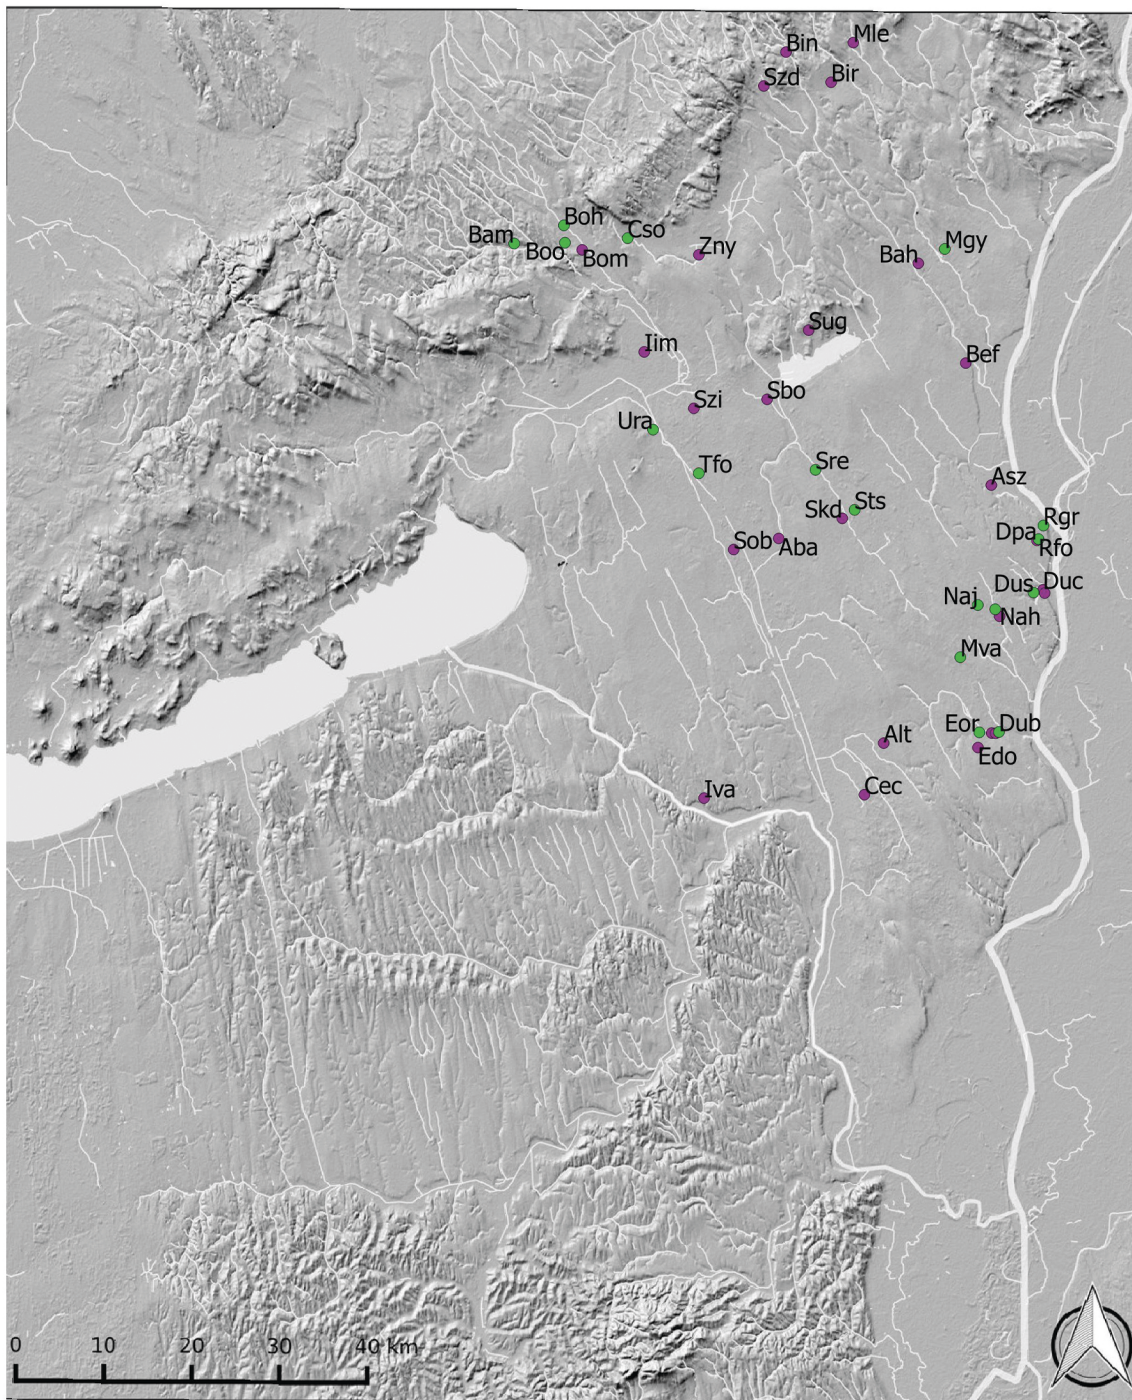 Mle
Bin
Szd
Bir
Boh
Cso
Bam
Boo
Bom
Zny
Mgy
Bah
Sug
Iim
Bef
Sbo
Szi
Ura
Tfo
Sre
Asz
Sts
Skd
Rgr
Dpa
Rfo
Sob
Aba
Dus
Duc
Naj
Nah
Mva
Eor
Dub
Alt
Edo
Iva
Cec
0 10 20 30 40 km